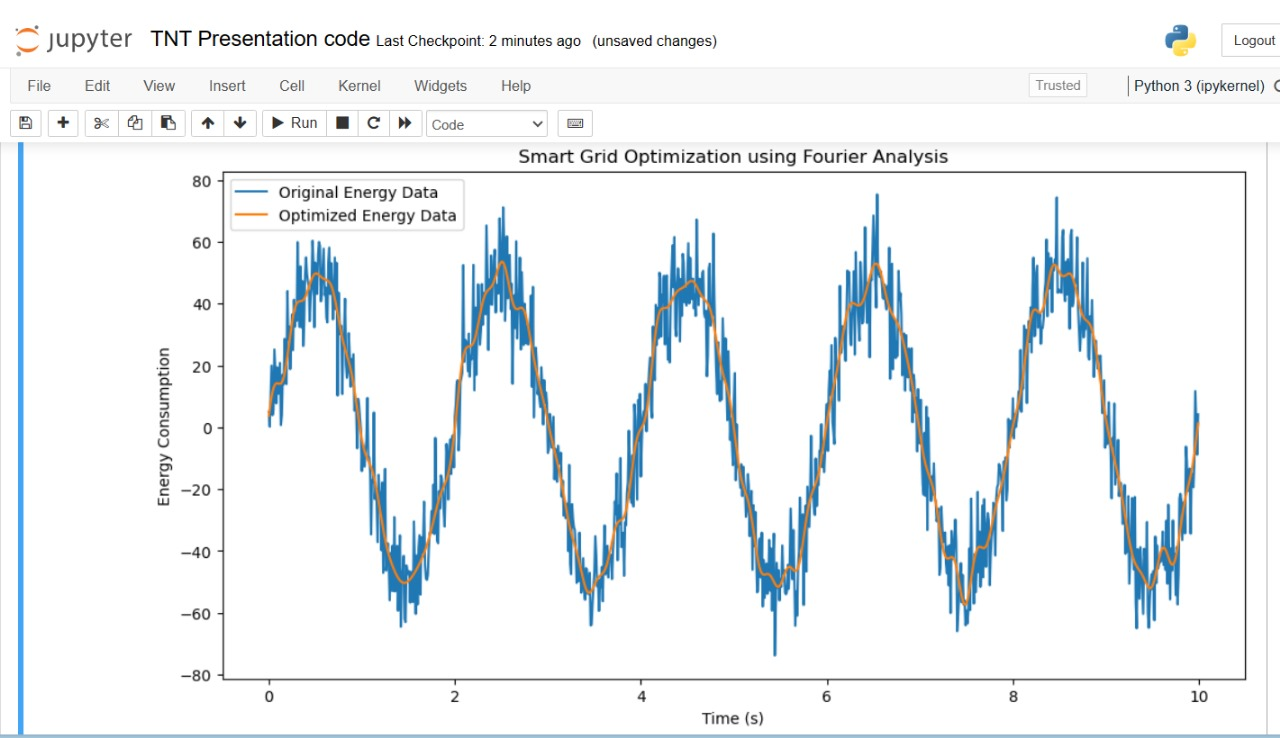 jupyter TNT Presentation code Last Checkpoint: 2 minutes ago (unsaved changes)
Logout
File Edit View Insert Cell Kernel Widgets Help
Trusted Python 3 (ipykernel)
Run Code
Smart Grid Optimization using Fourier Analysis
Original Energy Data
Optimized Energy Data
80
60
40
20
0
−20
−40
−60
−80
Energy Consumption
0 2 4 6 8 10
Time (s)